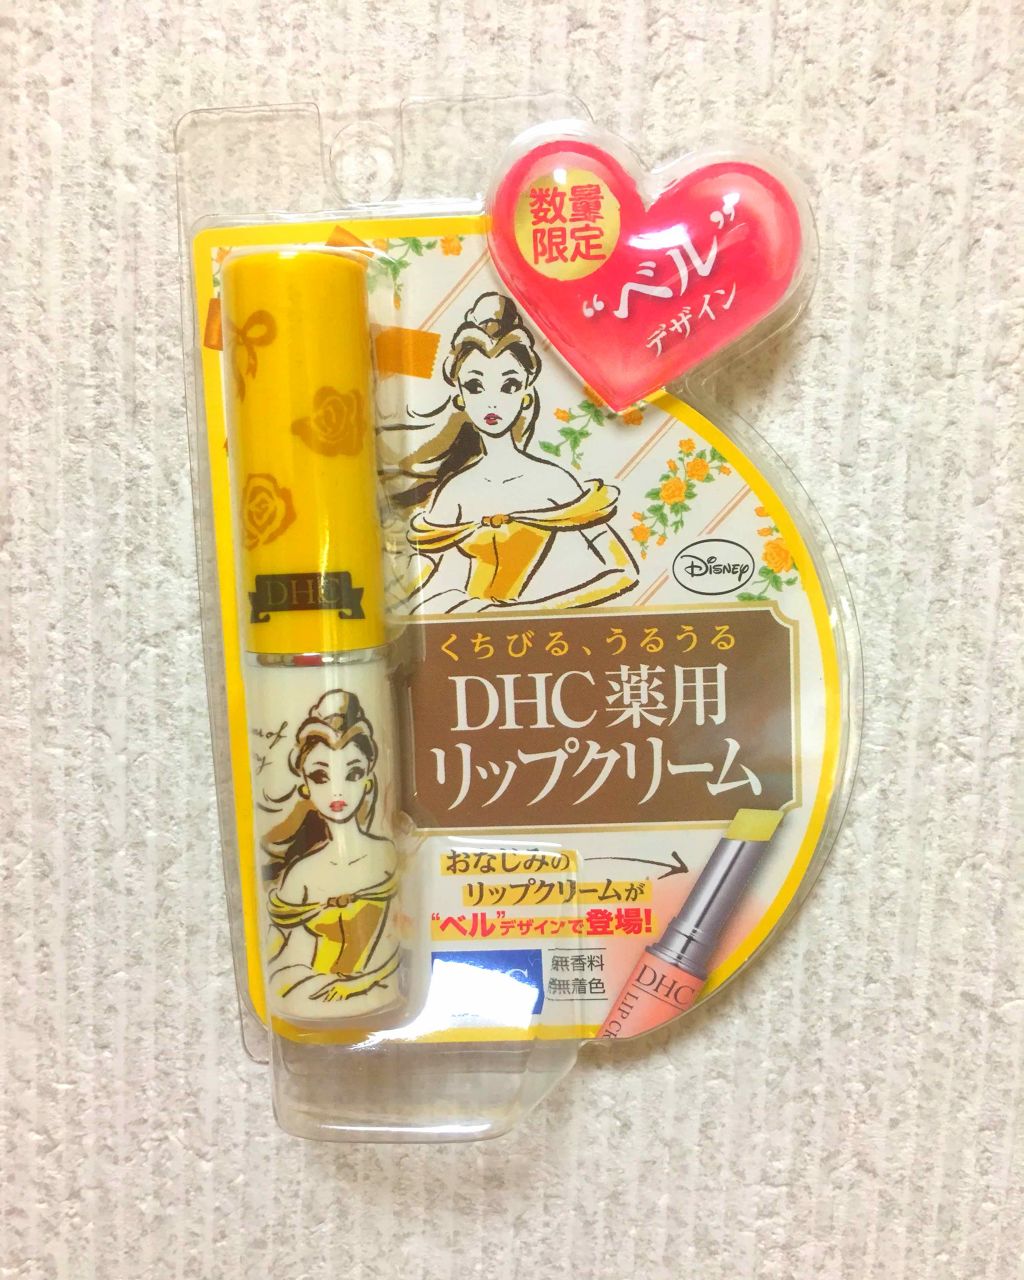 数量
限定
“ベル”
デザイン
DISNEY
くちびる、うるうる
DHC薬用
リップクリーム
DHC
おなじみの
リップクリームが
“ベル”デザインで登場!
無香料
無着色
DHC